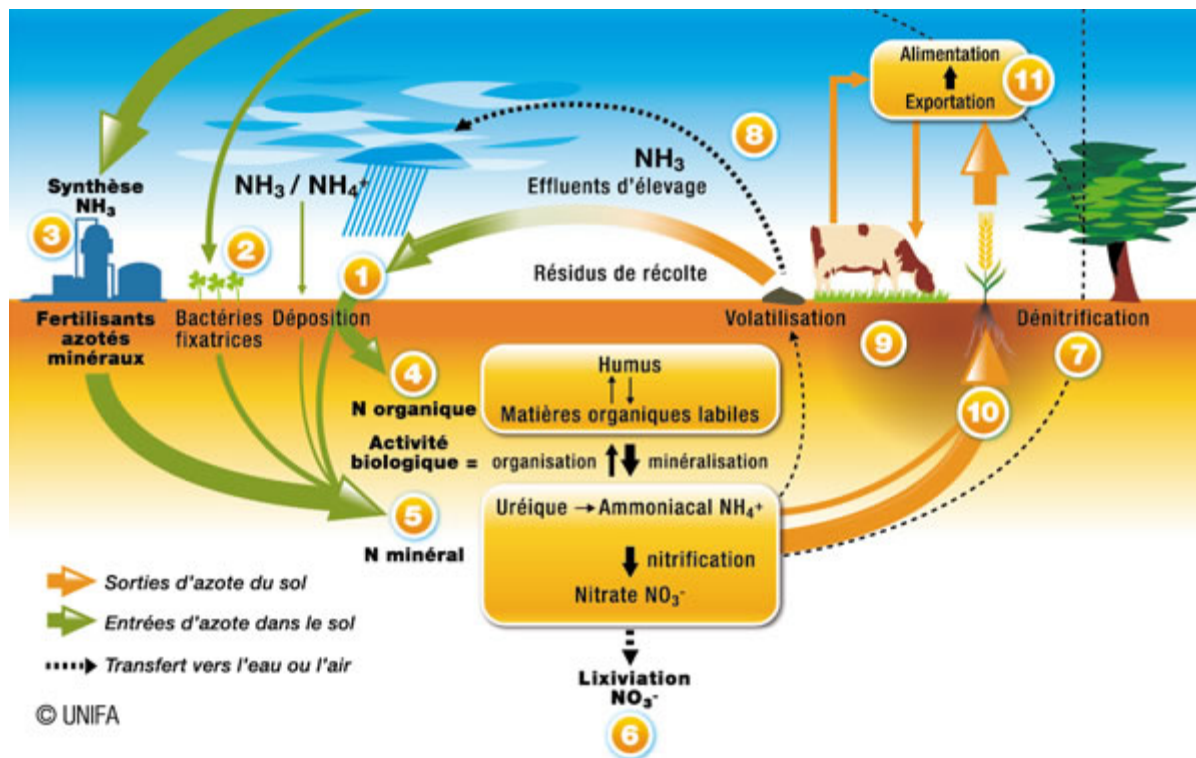 Alimentation
11
Exportation
8
NH₃
Effluents d'élevage
Synthèse
NH₃
3
NH₃ / NH₄⁺
2
1
Résidus de récolte
Fertilisants
azotés
minéraux
Bactéries
fixatrices
Déposition
Volatilisation
Dénitrification
9
7
4
N organique
Humus
Matières organiques labiles
10
Activité
biologique = organisation minéralisation
5
N minéral
Uréique → Ammoniacal NH₄⁺
nitrification
Nitrate NO₃⁻
Sorties d'azote du sol
Entrées d'azote dans le sol
Transfert vers l'eau ou l'air
Lixiviation
NO₃⁻
6
© UNIFA